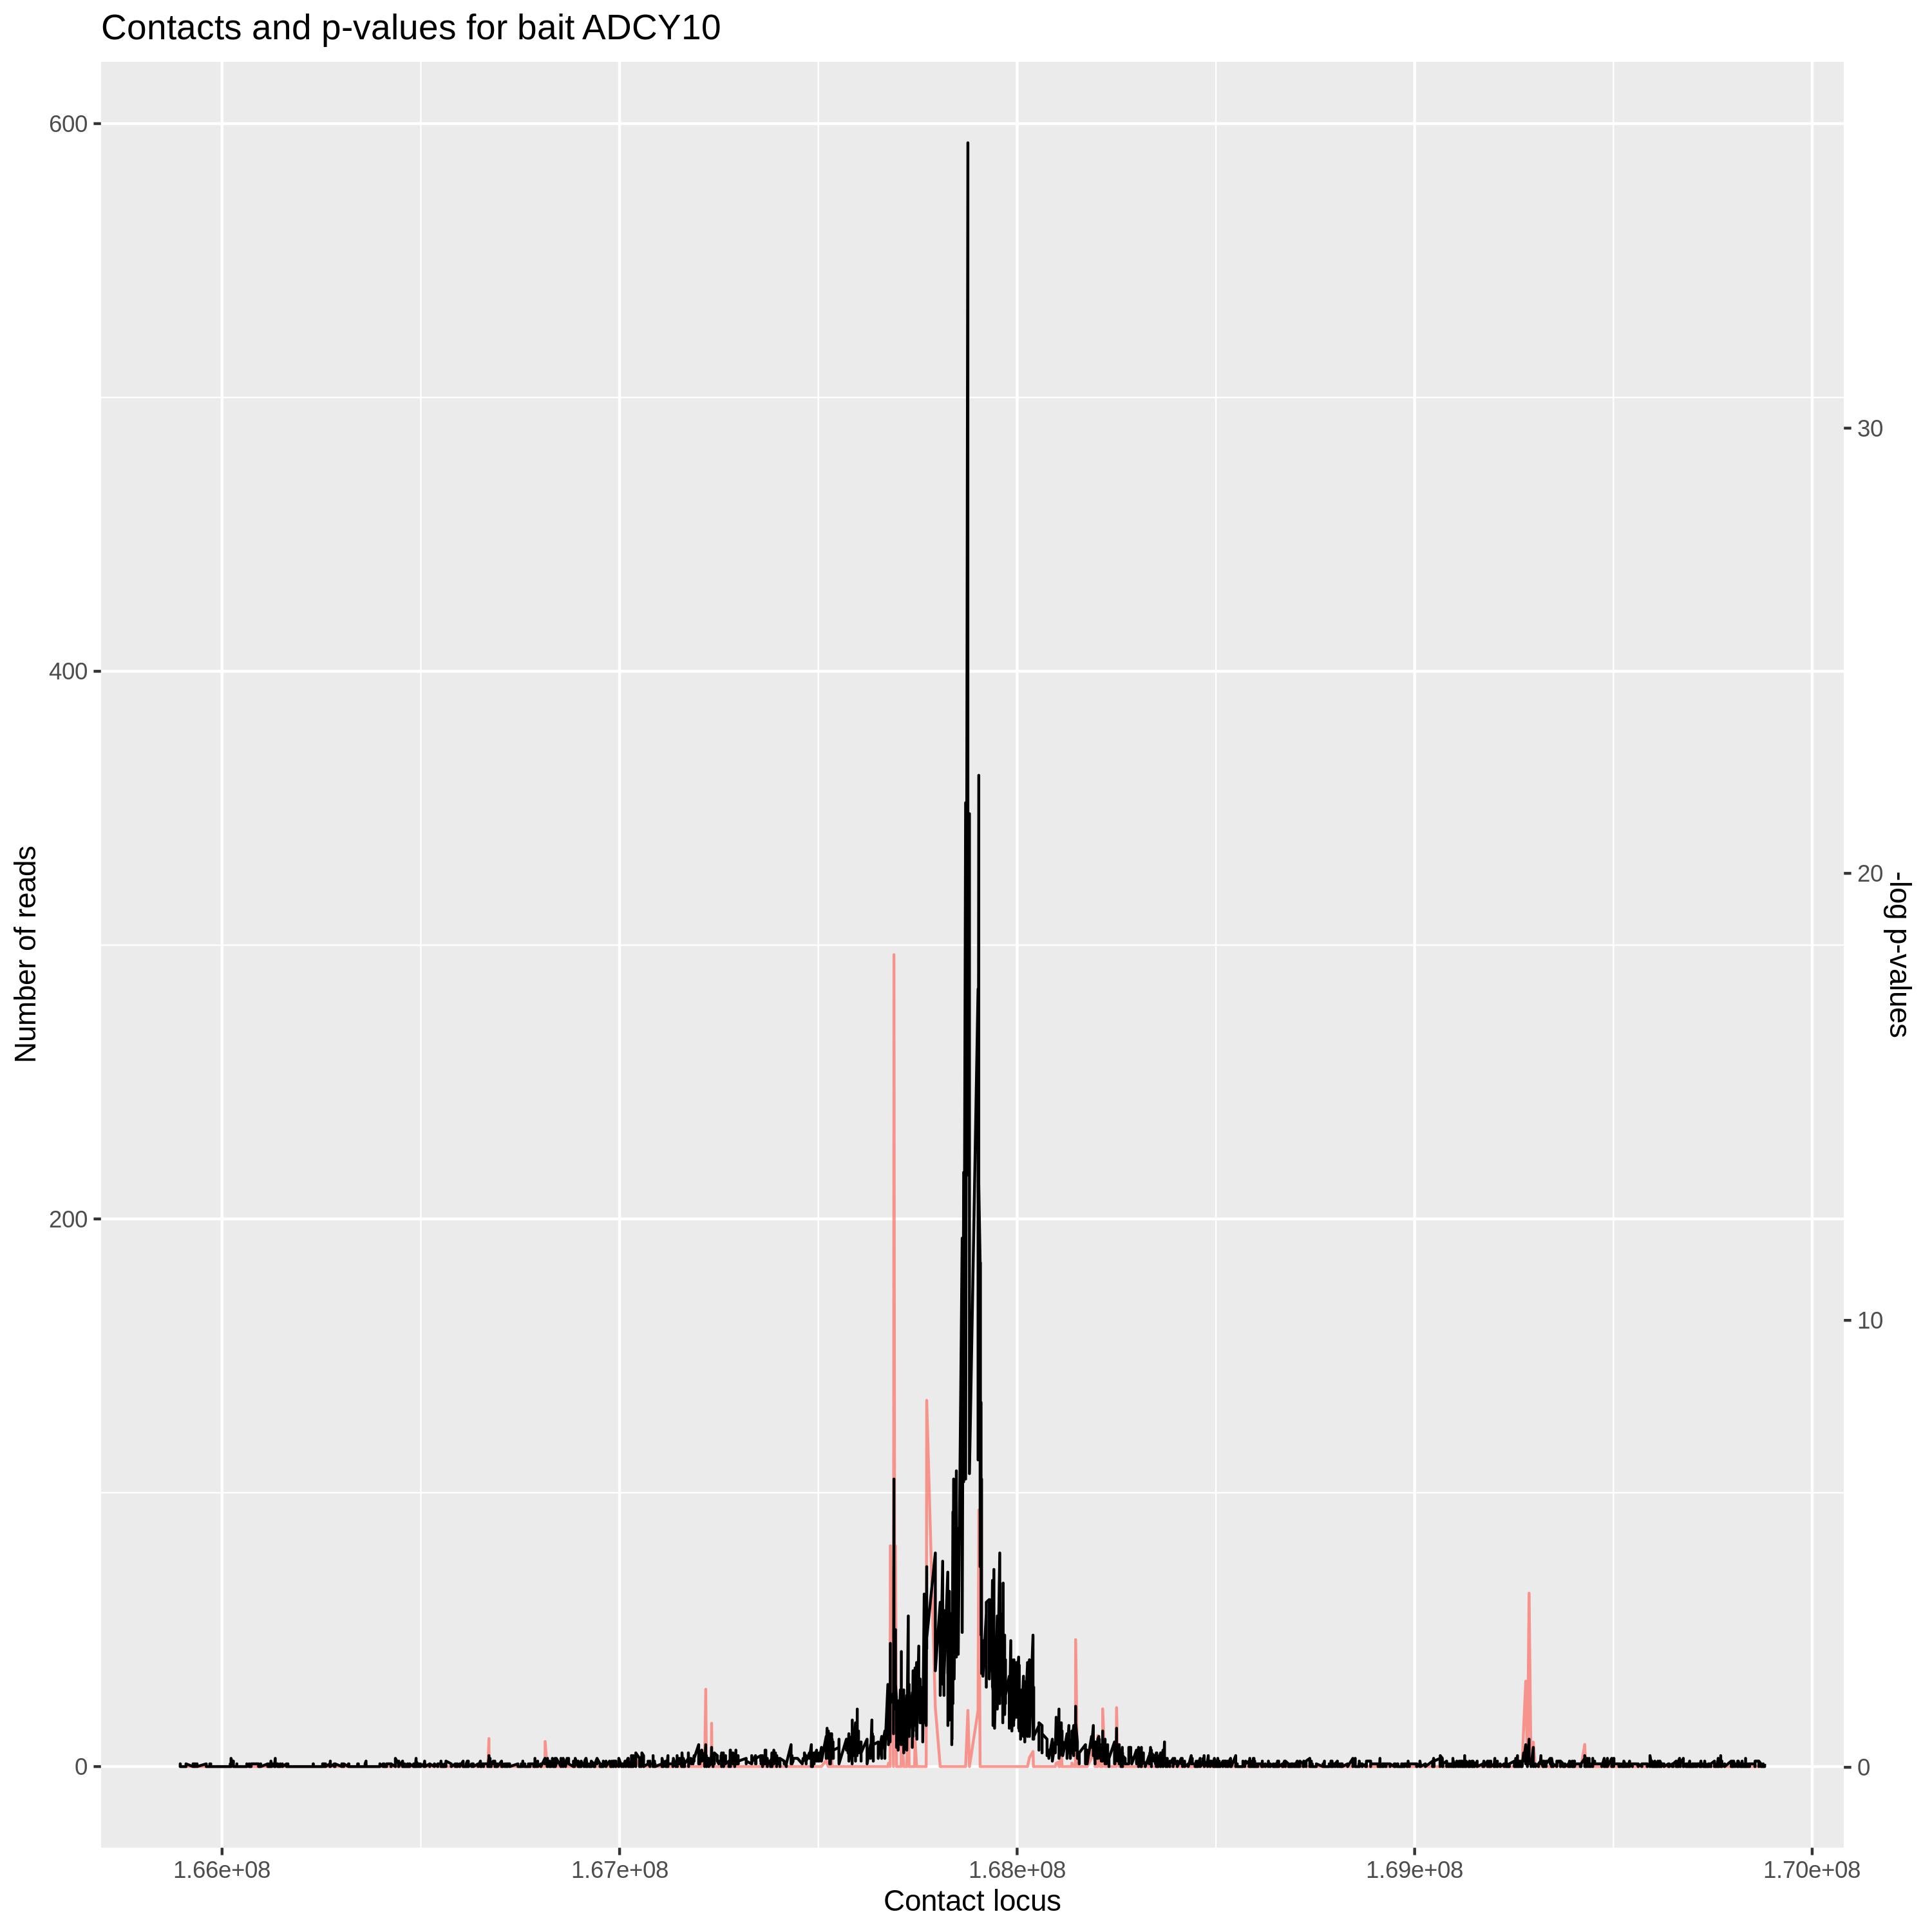 Contacts and p-values for bait ADCY10
600
400
200
0
Number of reads
30
20
10
0
-log p-values
1.66e+08
1.67e+08
1.68e+08
1.69e+08
1.70e+08
Contact locus